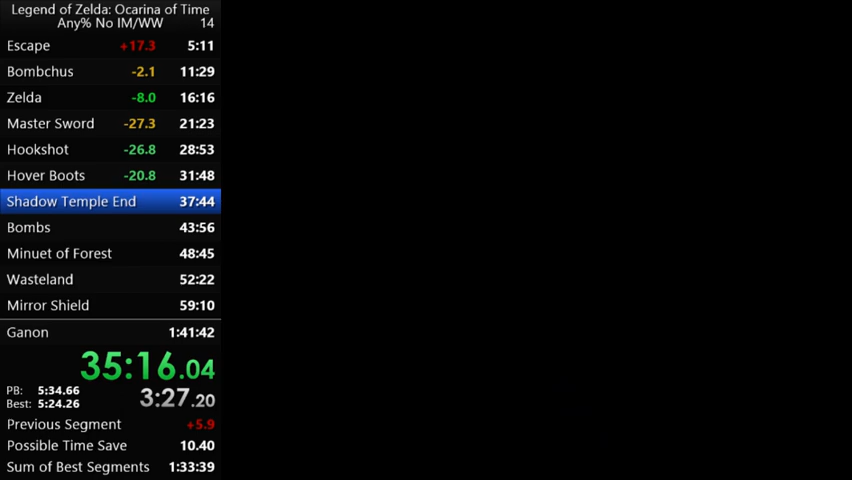 Legend of Zelda: Ocarina of Time
Any% No IM/WW 14
Escape +17.3 5:11
Bombchus -2.1 11:29
Zelda -8.0 16:16
Master Sword -27.3 21:23
Hookshot -26.8 28:53
Hover Boots -20.8 31:48
Shadow Temple End 37:44
Bombs 43:56
Minuet of Forest 48:45
Wasteland 52:22
Mirror Shield 59:10
Ganon 1:41:42
35:16.04
PB: 5:34.66
Best: 5:24.26
3:27.20
Previous Segment +5.9
Possible Time Save 10.40
Sum of Best Segments 1:33:39